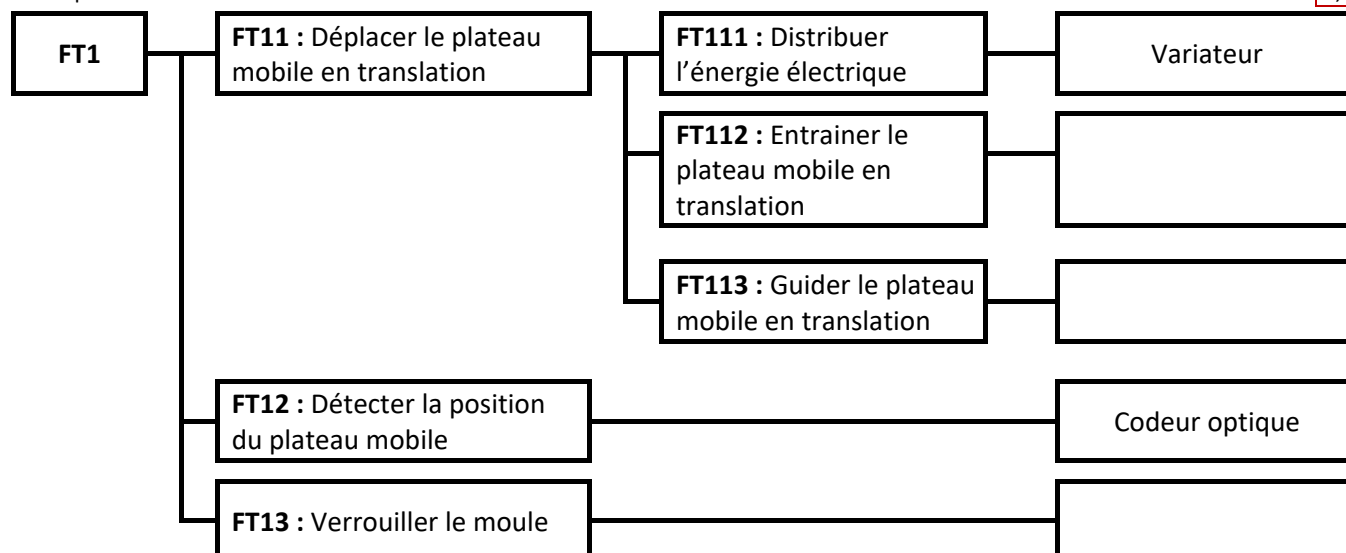 FT1
FT11 : Déplacer le plateau
mobile en translation
FT111 : Distribuer
l’énergie électrique
Variateur
FT112 : Entrainer le
plateau mobile en
translation
FT113 : Guider le plateau
mobile en translation
FT12 : Détecter la position
du plateau mobile
Codeur optique
FT13 : Verrouiller le moule